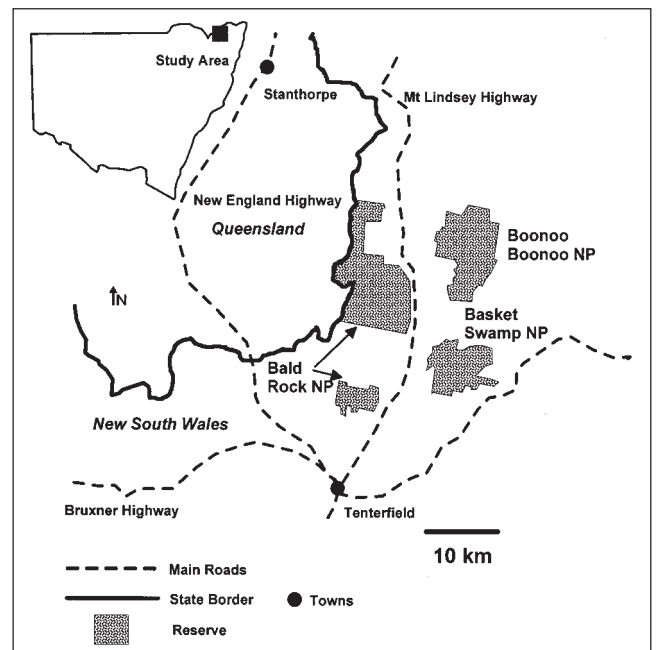 Study Area
Stanthorpe
Mt Lindsey Highway
New England Highway
Queensland
Boonoo
Boonoo NP
N
Basket
Swamp NP
Bald
Rock NP
New South Wales
Bruxner Highway
Tenterfield
10 km
Main Roads
State Border
Towns
Reserve